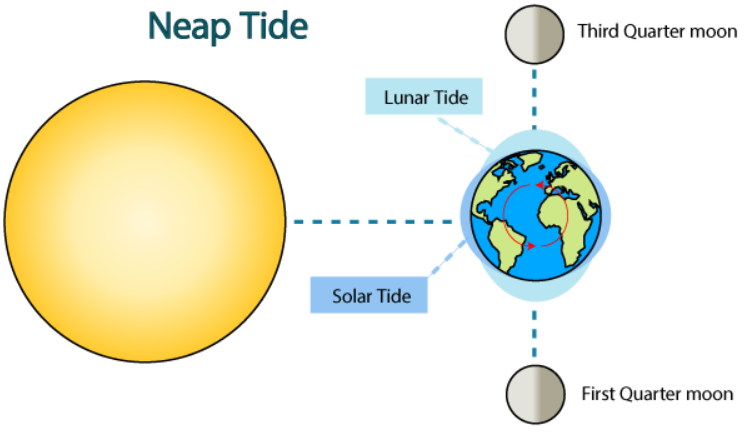 Neap Tide
Third Quarter moon
Lunar Tide
Solar Tide
First Quarter moon